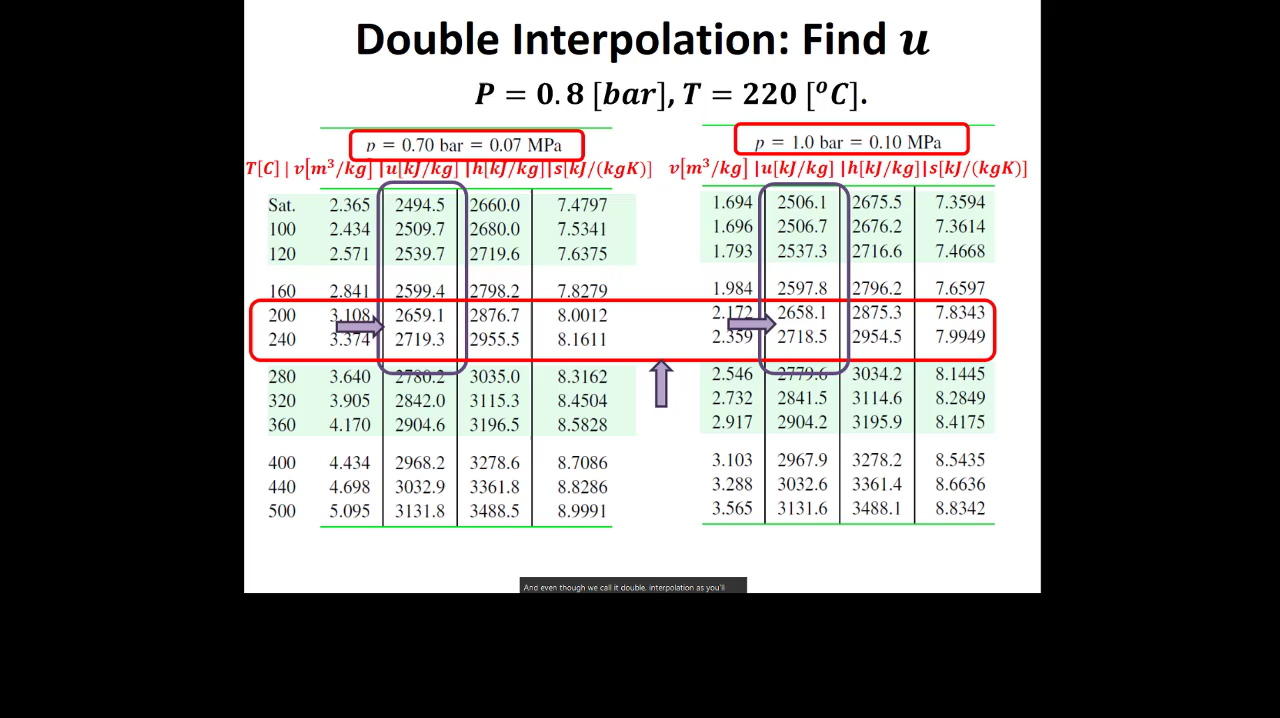 Double Interpolation: Find u
P = 0.8 [bar], T = 220 [°C].
p = 0.70 bar = 0.07 MPa
T[C] | v[m³/kg] |u[kJ/kg] |h[kJ/kg]|s[kJ/(kgK)]
Sat. 2.365 2494.5 2660.0 7.4797
100 2.434 2509.7 2680.0 7.5341
120 2.571 2539.7 2719.6 7.6375
160 2.841 2599.4 2798.2 7.8279
200 3.108 2659.1 2876.7 8.0012
240 3.374 2719.3 2955.5 8.1611
280 3.640 2780.2 3035.0 8.3162
320 3.905 2842.0 3115.3 8.4504
360 4.170 2904.6 3196.5 8.5828
400 4.434 2968.2 3278.6 8.7086
440 4.698 3032.9 3361.8 8.8286
500 5.095 3131.8 3488.5 8.9991
p = 1.0 bar = 0.10 MPa
v[m³/kg] |u[kJ/kg] |h[kJ/kg]|s[kJ/(kgK)]
1.694 2506.1 2675.5 7.3594
1.696 2506.7 2676.2 7.3614
1.793 2537.3 2716.6 7.4668
1.984 2597.8 2796.2 7.6597
2.172 2658.1 2875.3 7.8343
2.359 2718.5 2954.5 7.9949
2.546 2779.6 3034.2 8.1445
2.732 2841.5 3114.6 8.2849
2.917 2904.2 3195.9 8.4175
3.103 2967.9 3278.2 8.5435
3.288 3032.6 3361.4 8.6636
3.565 3131.6 3488.1 8.8342
And even though we call it double, interpolation as you'll